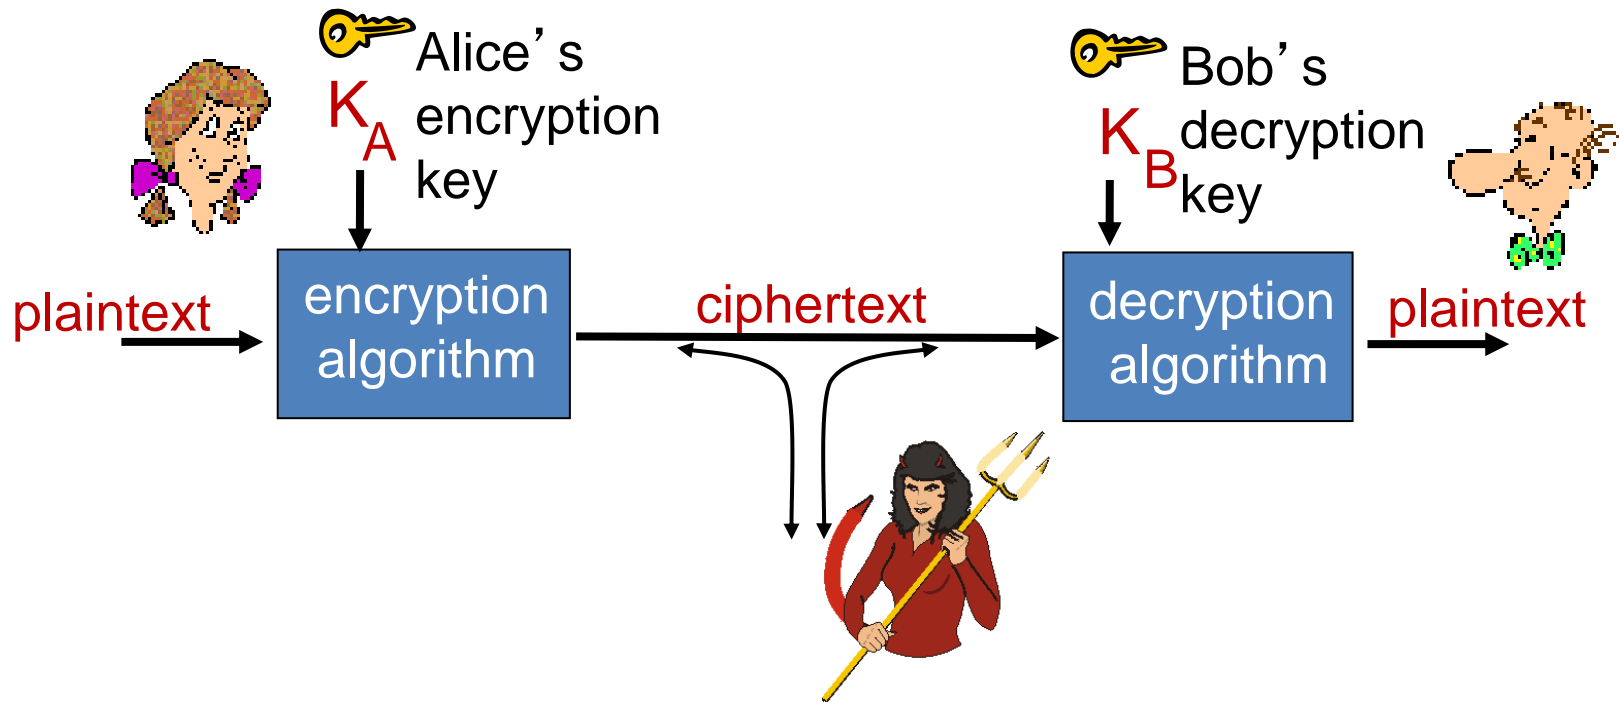 Alice’s
encryption
key
K
A
Bob’s
decryption
key
K
B
plaintext
encryption
algorithm
ciphertext
decryption
algorithm
plaintext